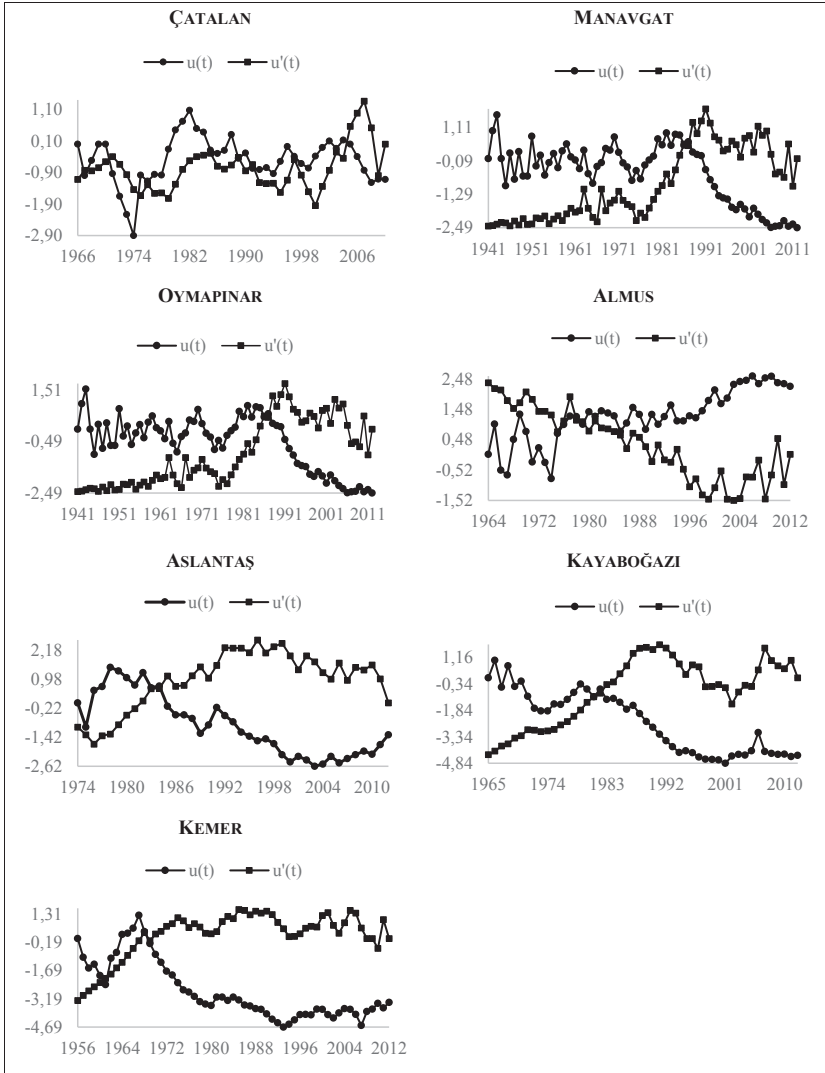 ÇATALAN
u(t) u'(t)
1,10
0,10
-0,90
-1,90
-2,90
1966 1974 1982 1990 1998 2006
MANAVGAT
u(t) u'(t)
1,11
-0,09
-1,29
-2,49
1941 1951 1961 1971 1981 1991 2001 2011
OYMAPINAR
u(t) u'(t)
1,51
-0,49
-2,49
1941 1951 1961 1971 1981 1991 2001 2011
ALMUS
u(t) u'(t)
2,48
1,48
0,48
-0,52
-1,52
1964 1972 1980 1988 1996 2004 2012
ASLANTAŞ
u(t) u'(t)
2,18
0,98
-0,22
-1,42
-2,62
1974 1980 1986 1992 1998 2004 2010
KAYABOĞAZI
u(t) u'(t)
1,16
-0,34
-1,84
-3,34
-4,84
1965 1974 1983 1992 2001 2010
KEMER
u(t) u'(t)
1,31
-0,19
-1,69
-3,19
-4,69
1956 1964 1972 1980 1988 1996 2004 2012